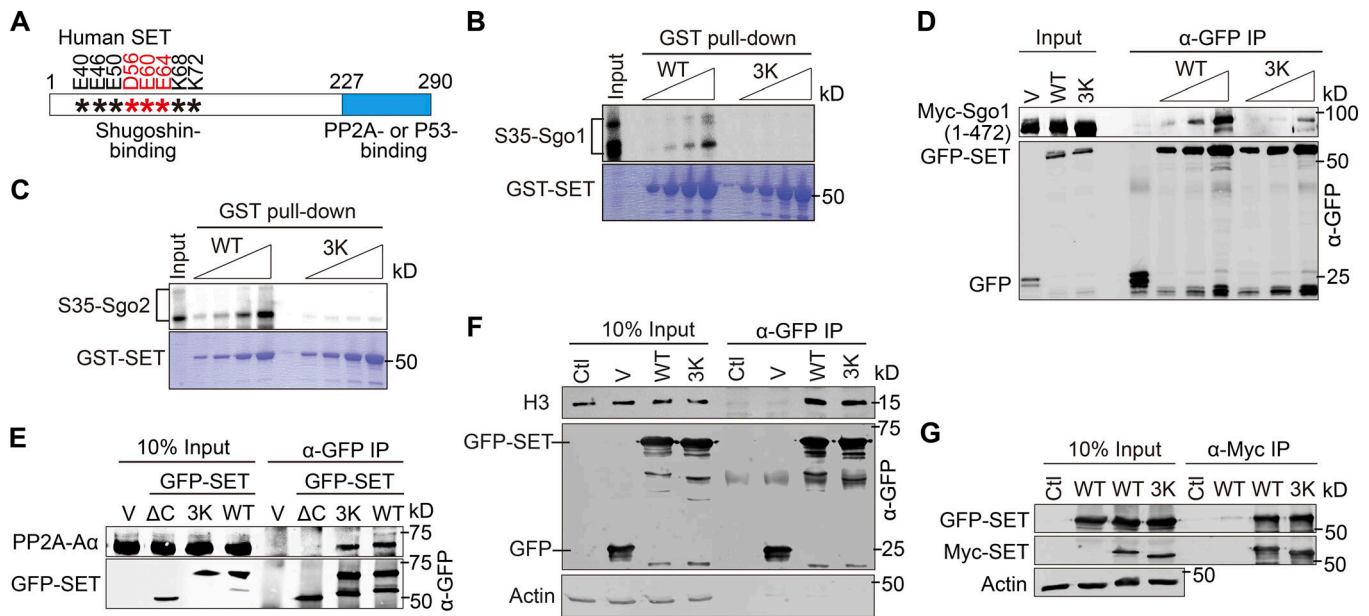 A
Human SET
1
E40
E46
E50
D56
E60
E64
K68
K72
227
290
********
Shugoshin-
binding
PP2A- or P53-
binding
B
GST pull-down
Input
WT
3K
kD
S35-Sgo1
GST-SET
50
C
GST pull-down
Input
WT
3K
kD
S35-Sgo2
GST-SET
50
D
Input
α-GFP IP
V
WT
3K
WT
3K
kD
Myc-Sgo1
(1-472)
100
GFP-SET
50
α-GFP
GFP
25
E
10% Input
α-GFP IP
GFP-SET
GFP-SET
V ΔC 3K WT
V ΔC 3K WT
kD
PP2A-Aα
75
75
GFP-SET
50
α-GFP
F
10% Input
α-GFP IP
Ctl
V
WT
3K
Ctl
V
WT
3K
kD
H3
15
75
GFP-SET
α-GFP
GFP
25
50
Actin
G
10% Input
α-Myc IP
Ctl
WT WT 3K
Ctl
WT WT 3K
kD
GFP-SET
50
Myc-SET
50
Actin
50